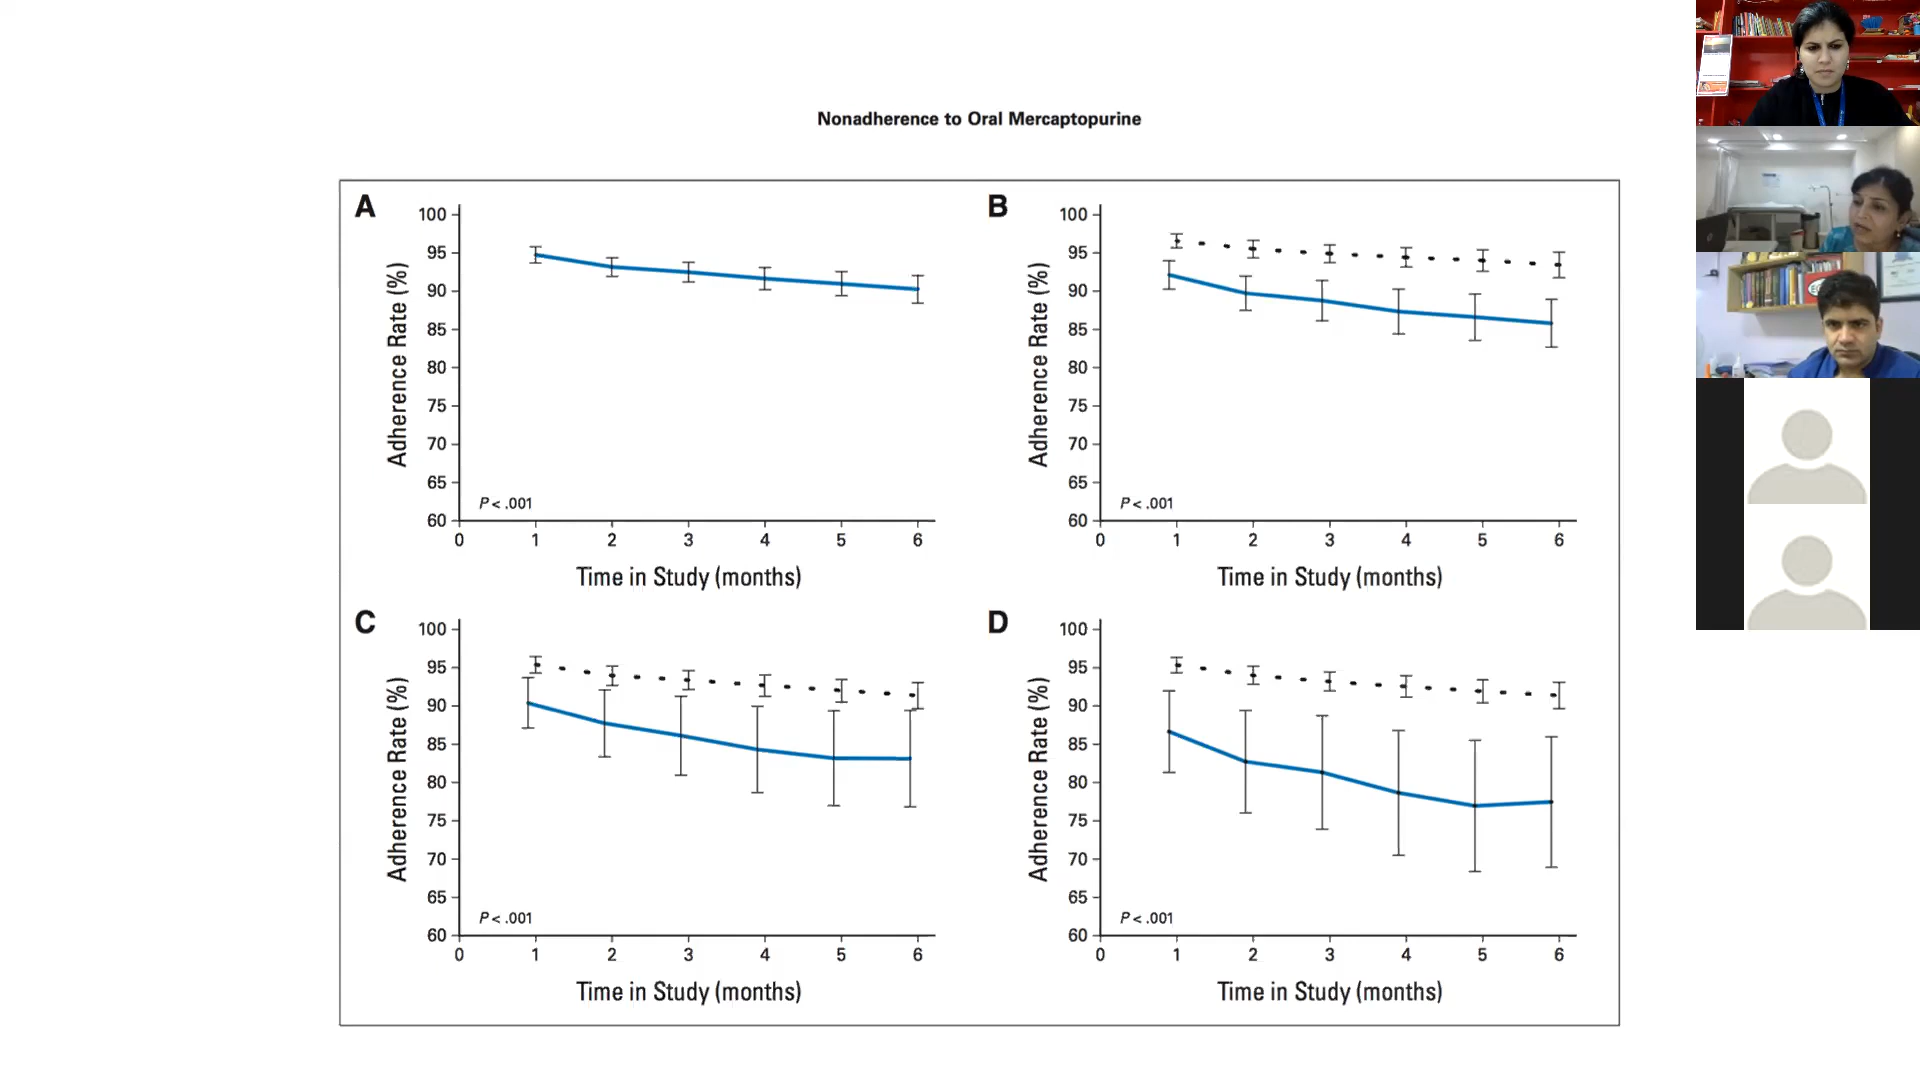 Nonadherence to Oral Mercaptopurine
A
Adherence Rate (%)
100
95
90
85
80
75
70
65
60
P < .001
0 1 2 3 4 5 6
Time in Study (months)
B
Adherence Rate (%)
100
95
90
85
80
75
70
65
60
P < .001
0 1 2 3 4 5 6
Time in Study (months)
C
Adherence Rate (%)
100
95
90
85
80
75
70
65
60
P < .001
0 1 2 3 4 5 6
Time in Study (months)
D
Adherence Rate (%)
100
95
90
85
80
75
70
65
60
P < .001
0 1 2 3 4 5 6
Time in Study (months)